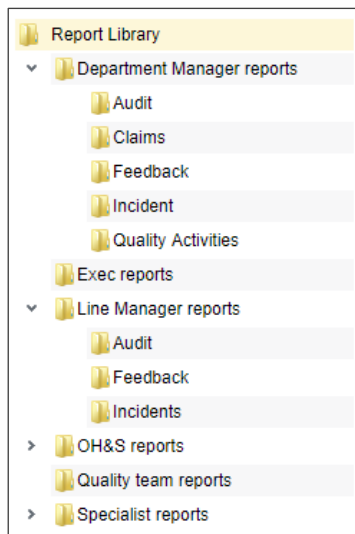 Report Library
Department Manager reports
Audit
Claims
Feedback
Incident
Quality Activities
Exec reports
Line Manager reports
Audit
Feedback
Incidents
OH&S reports
Quality team reports
Specialist reports